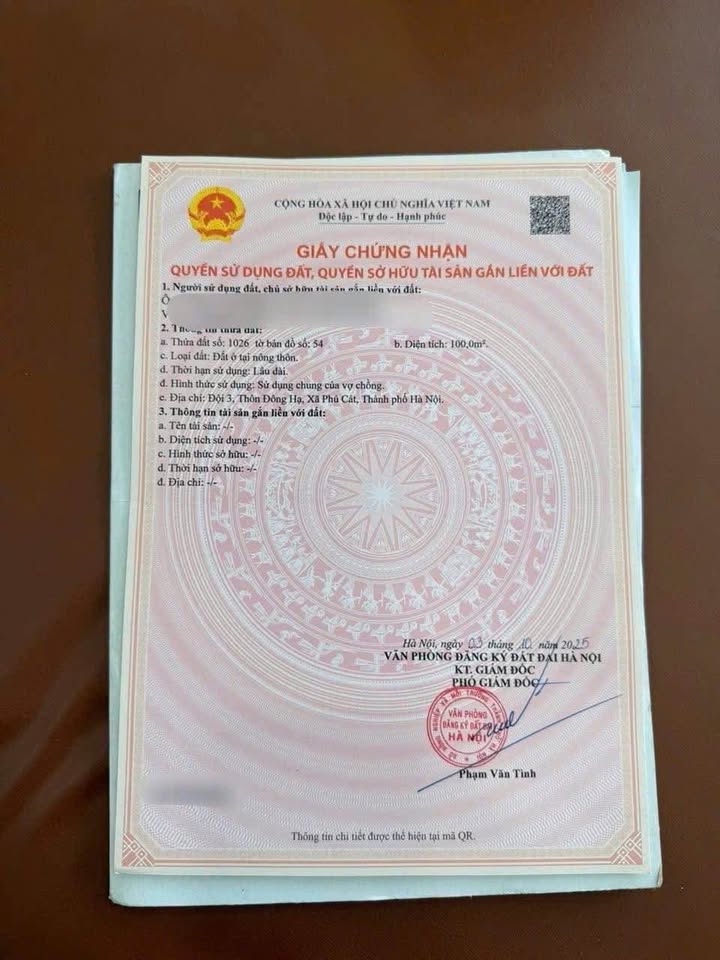 CỘNG HÒA XÃ HỘI CHỦ NGHĨA VIỆT NAM
Độc lập - Tự do - Hạnh phúc
GIẤY CHỨNG NHẬN
QUYỀN SỬ DỤNG ĐẤT, QUYỀN SỞ HỮU TÀI SẢN GẮN LIỀN VỚI ĐẤT
1. Người sử dụng đất, chủ sở hữu tài sản gắn liền với đất:
2. Thông tin thửa đất:
a. Thửa đất số: 1026 tờ bản đồ số: 54 b. Diện tích: 100,0m².
c. Loại đất: Đất ở tại nông thôn.
d. Thời hạn sử dụng: Lâu dài.
đ. Hình thức sử dụng: Sử dụng chung của vợ chồng.
e. Địa chỉ: Đội 3, Thôn Đông Hạ, Xã Phú Cát, Thành phố Hà Nội.
3. Thông tin tài sản gắn liền với đất:
a. Tên tài sản: -/-
b. Diện tích sử dụng: -/-
c. Hình thức sở hữu: -/-
d. Thời hạn sở hữu: -/-
đ. Địa chỉ: -/-
Hà Nội, ngày 03 tháng 10 năm 2025
VĂN PHÒNG ĐĂNG KÝ ĐẤT ĐAI HÀ NỘI
KT. GIÁM ĐỐC
PHÓ GIÁM ĐỐC
VĂN PHÒNG
ĐĂNG KÝ ĐẤT
HÀ NỘI
Phạm Văn Tình
Thông tin chi tiết được thể hiện tại mã QR.